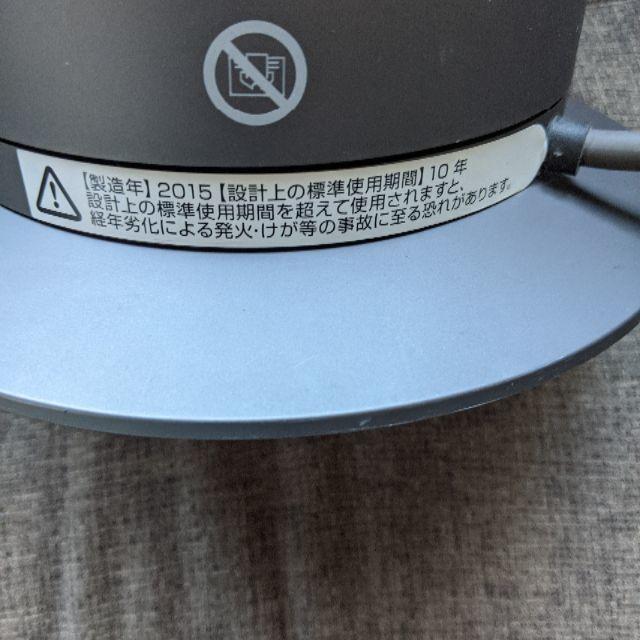 【製造年】2015【設計上の標準使用期間】10年
設計上の標準使用期間を超えて使用されますと、
経年劣化による発火・けが等の事故に至る恐れがあります。